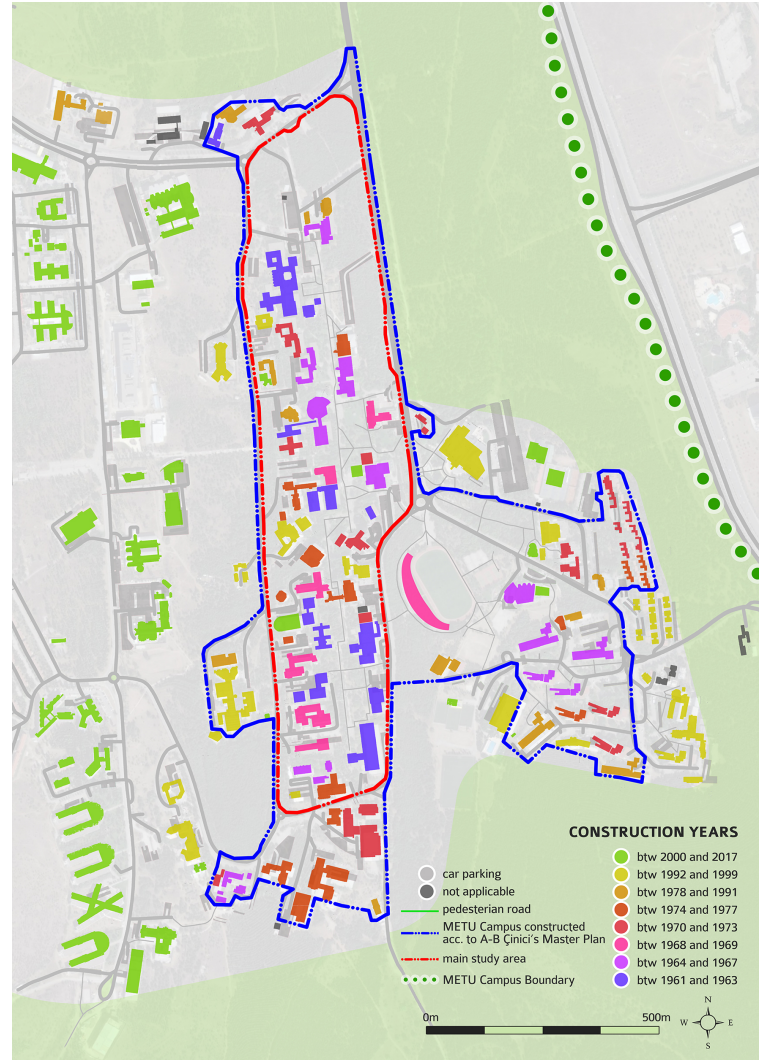 CONSTRUCTION YEARS
car parking
not applicable
pedesterian road
METU Campus constructed
acc. to A-B Çinici's Master Plan
main study area
METU Campus Boundary
btw 2000 and 2017
btw 1992 and 1999
btw 1978 and 1991
btw 1974 and 1977
btw 1970 and 1973
btw 1968 and 1969
btw 1964 and 1967
btw 1961 and 1963
0m 500m
N
W E
S